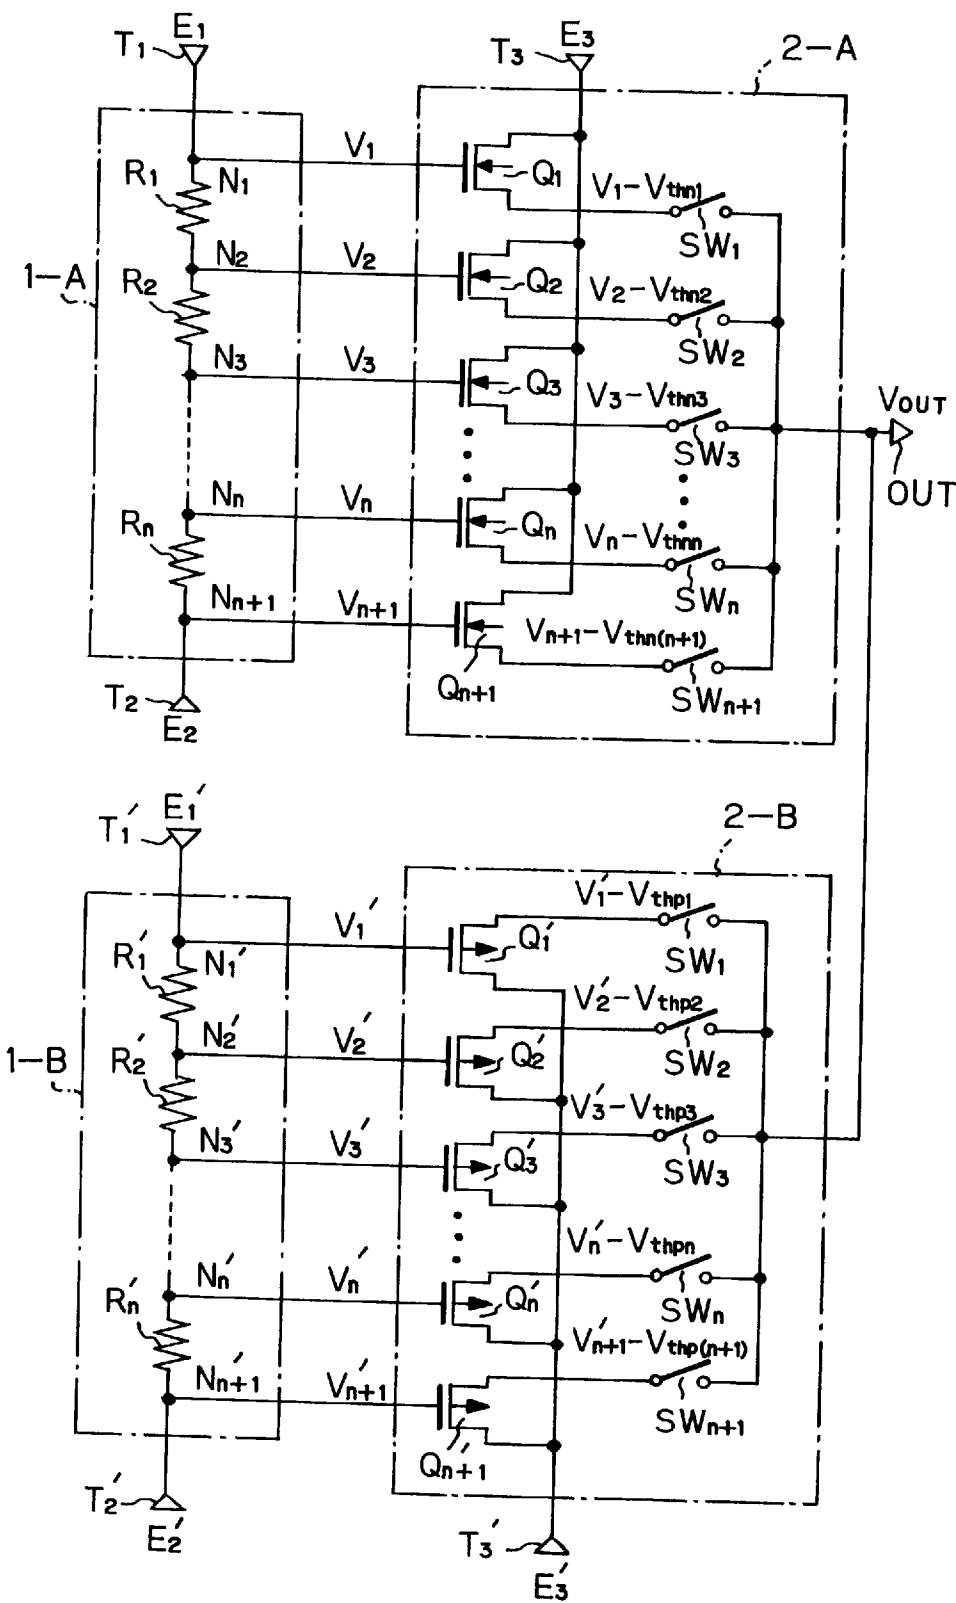 E1
T1
E3
T3
2-A
V1
Q1
V1-Vthn1
R1
N1
SW1
1-A
N2
V2
Q2
V2-Vthn2
R2
SW2
N3
V3
Q3
V3-Vthn3
SW3
VOUT
OUT
Nn
Vn
Qn
Vn-Vthnn
Rn
SWn
Nn+1
Vn+1
Vn+1-Vthn(n+1)
Qn+1
SWn+1
T2
E2
E1'
T1'
2-B
V1'
Q1'
V1'-Vthp1
R1'
N1'
SW1
1-B
N2'
V2'
Q2'
V2'-Vthp2
R2'
SW2
N3'
V3'
Q3'
V3'-Vthp3
SW3
Nn'
Vn'
Qn'
Vn'-Vthpn
Rn'
SWn
Nn+1'
Vn+1'
Vn+1'-Vthp(n+1)
Qn+1'
SWn+1
T2'
E2'
T3'
E3'